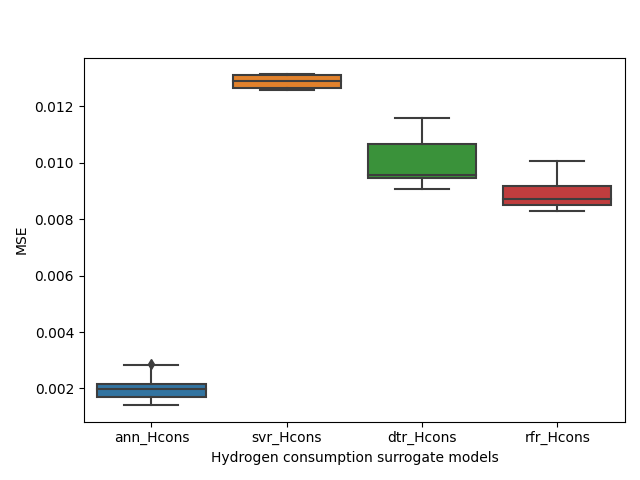 0.012
0.010
0.008
0.006
0.004
0.002
MSE
ann_Hcons svr_Hcons dtr_Hcons rfr_Hcons
Hydrogen consumption surrogate models